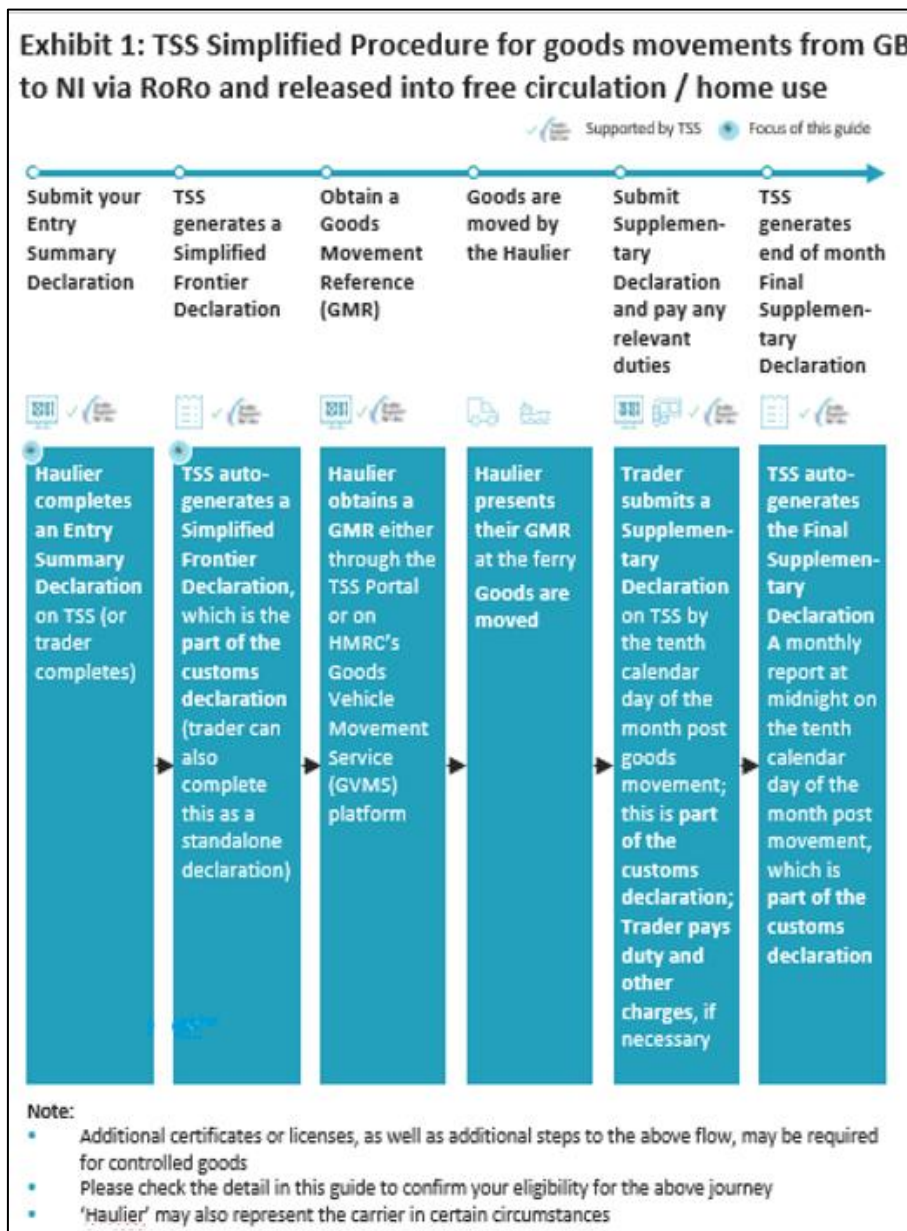 Exhibit 1: TSS Simplified Procedure for goods movements from GB
to NI via RoRo and released into free circulation / home use
Supported by TSS
Focus of this guide
Submit your
Entry
Summary
Declaration
TSS
generates a
Simplified
Frontier
Declaration
Obtain a
Goods
Movement
Reference
(GMR)
Goods are
moved by
the Haulier
Submit
Supplemen-
tary
Declaration
and pay any
relevant
duties
TSS
generates
end of month
Final
Supplemen-
tary
Declaration
Haulier
completes
an Entry
Summary
Declaration
on TSS (or
trader
completes)
TSS auto-
generates a
Simplified
Frontier
Declaration,
which is the
part of the
customs
declaration
(trader can
also
complete
this as a
standalone
declaration)
Haulier
obtains a
GMR either
through the
TSS Portal
or on
HMRC's
Goods
Vehicle
Movement
Service
(GVMS)
platform
Haulier
presents
their GMR
at the ferry
Goods are
moved
Trader
submits a
Supplemen-
tary
Declaration
on TSS by
the tenth
calendar
day of the
month post
goods
movement;
this is part
of the
customs
declaration;
Trader pays
duty and
other
charges, if
necessary
TSS auto-
generates
the Final
Supplemen-
tary
Declaration
A monthly
report at
midnight on
the tenth
calendar
day of the
month post
movement,
which is
part of the
customs
declaration
Note:
• Additional certificates or licenses, as well as additional steps to the above flow, may be required
for controlled goods
• Please check the detail in this guide to confirm your eligibility for the above journey
• 'Haulier' may also represent the carrier in certain circumstances